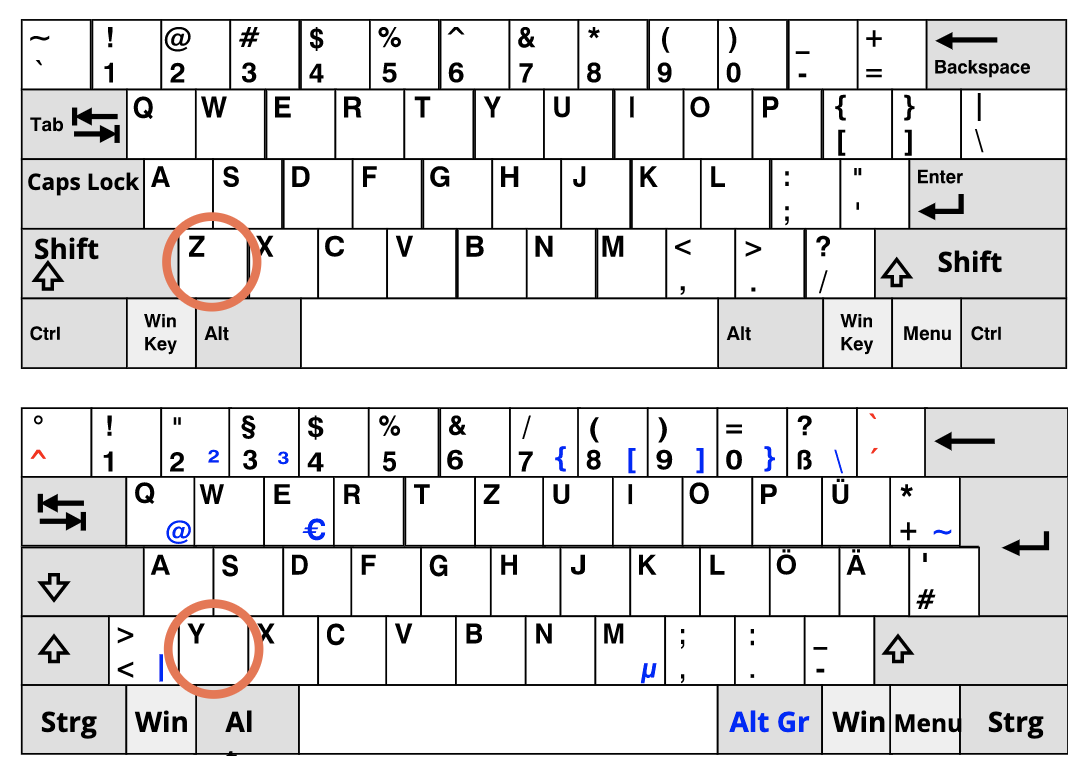 ~ ! @ # $ % ^ & * ( ) _ +
` 1 2 3 4 5 6 7 8 9 0 - = Backspace
Tab Q W E R T Y U I O P { } |
[ ] \
Caps Lock A S D F G H J K L : " Enter
; '
Shift Z X C V B N M < > ? Shift
, . /
Ctrl Win Key Alt Alt Win Key Menu Ctrl
° ! " § $ % & / ( ) = ? `
^ 1 2 ² 3 ³ 4 5 6 7 { 8 [ 9 ] 0 } ß \ ´
Q W E R T Z U I O P Ü *
@ € + ~
A S D F G H J K L Ö Ä '
#
> Y X C V B N M ; : _
< | µ , . -
Strg Win Al Alt Gr Win Menu Strg